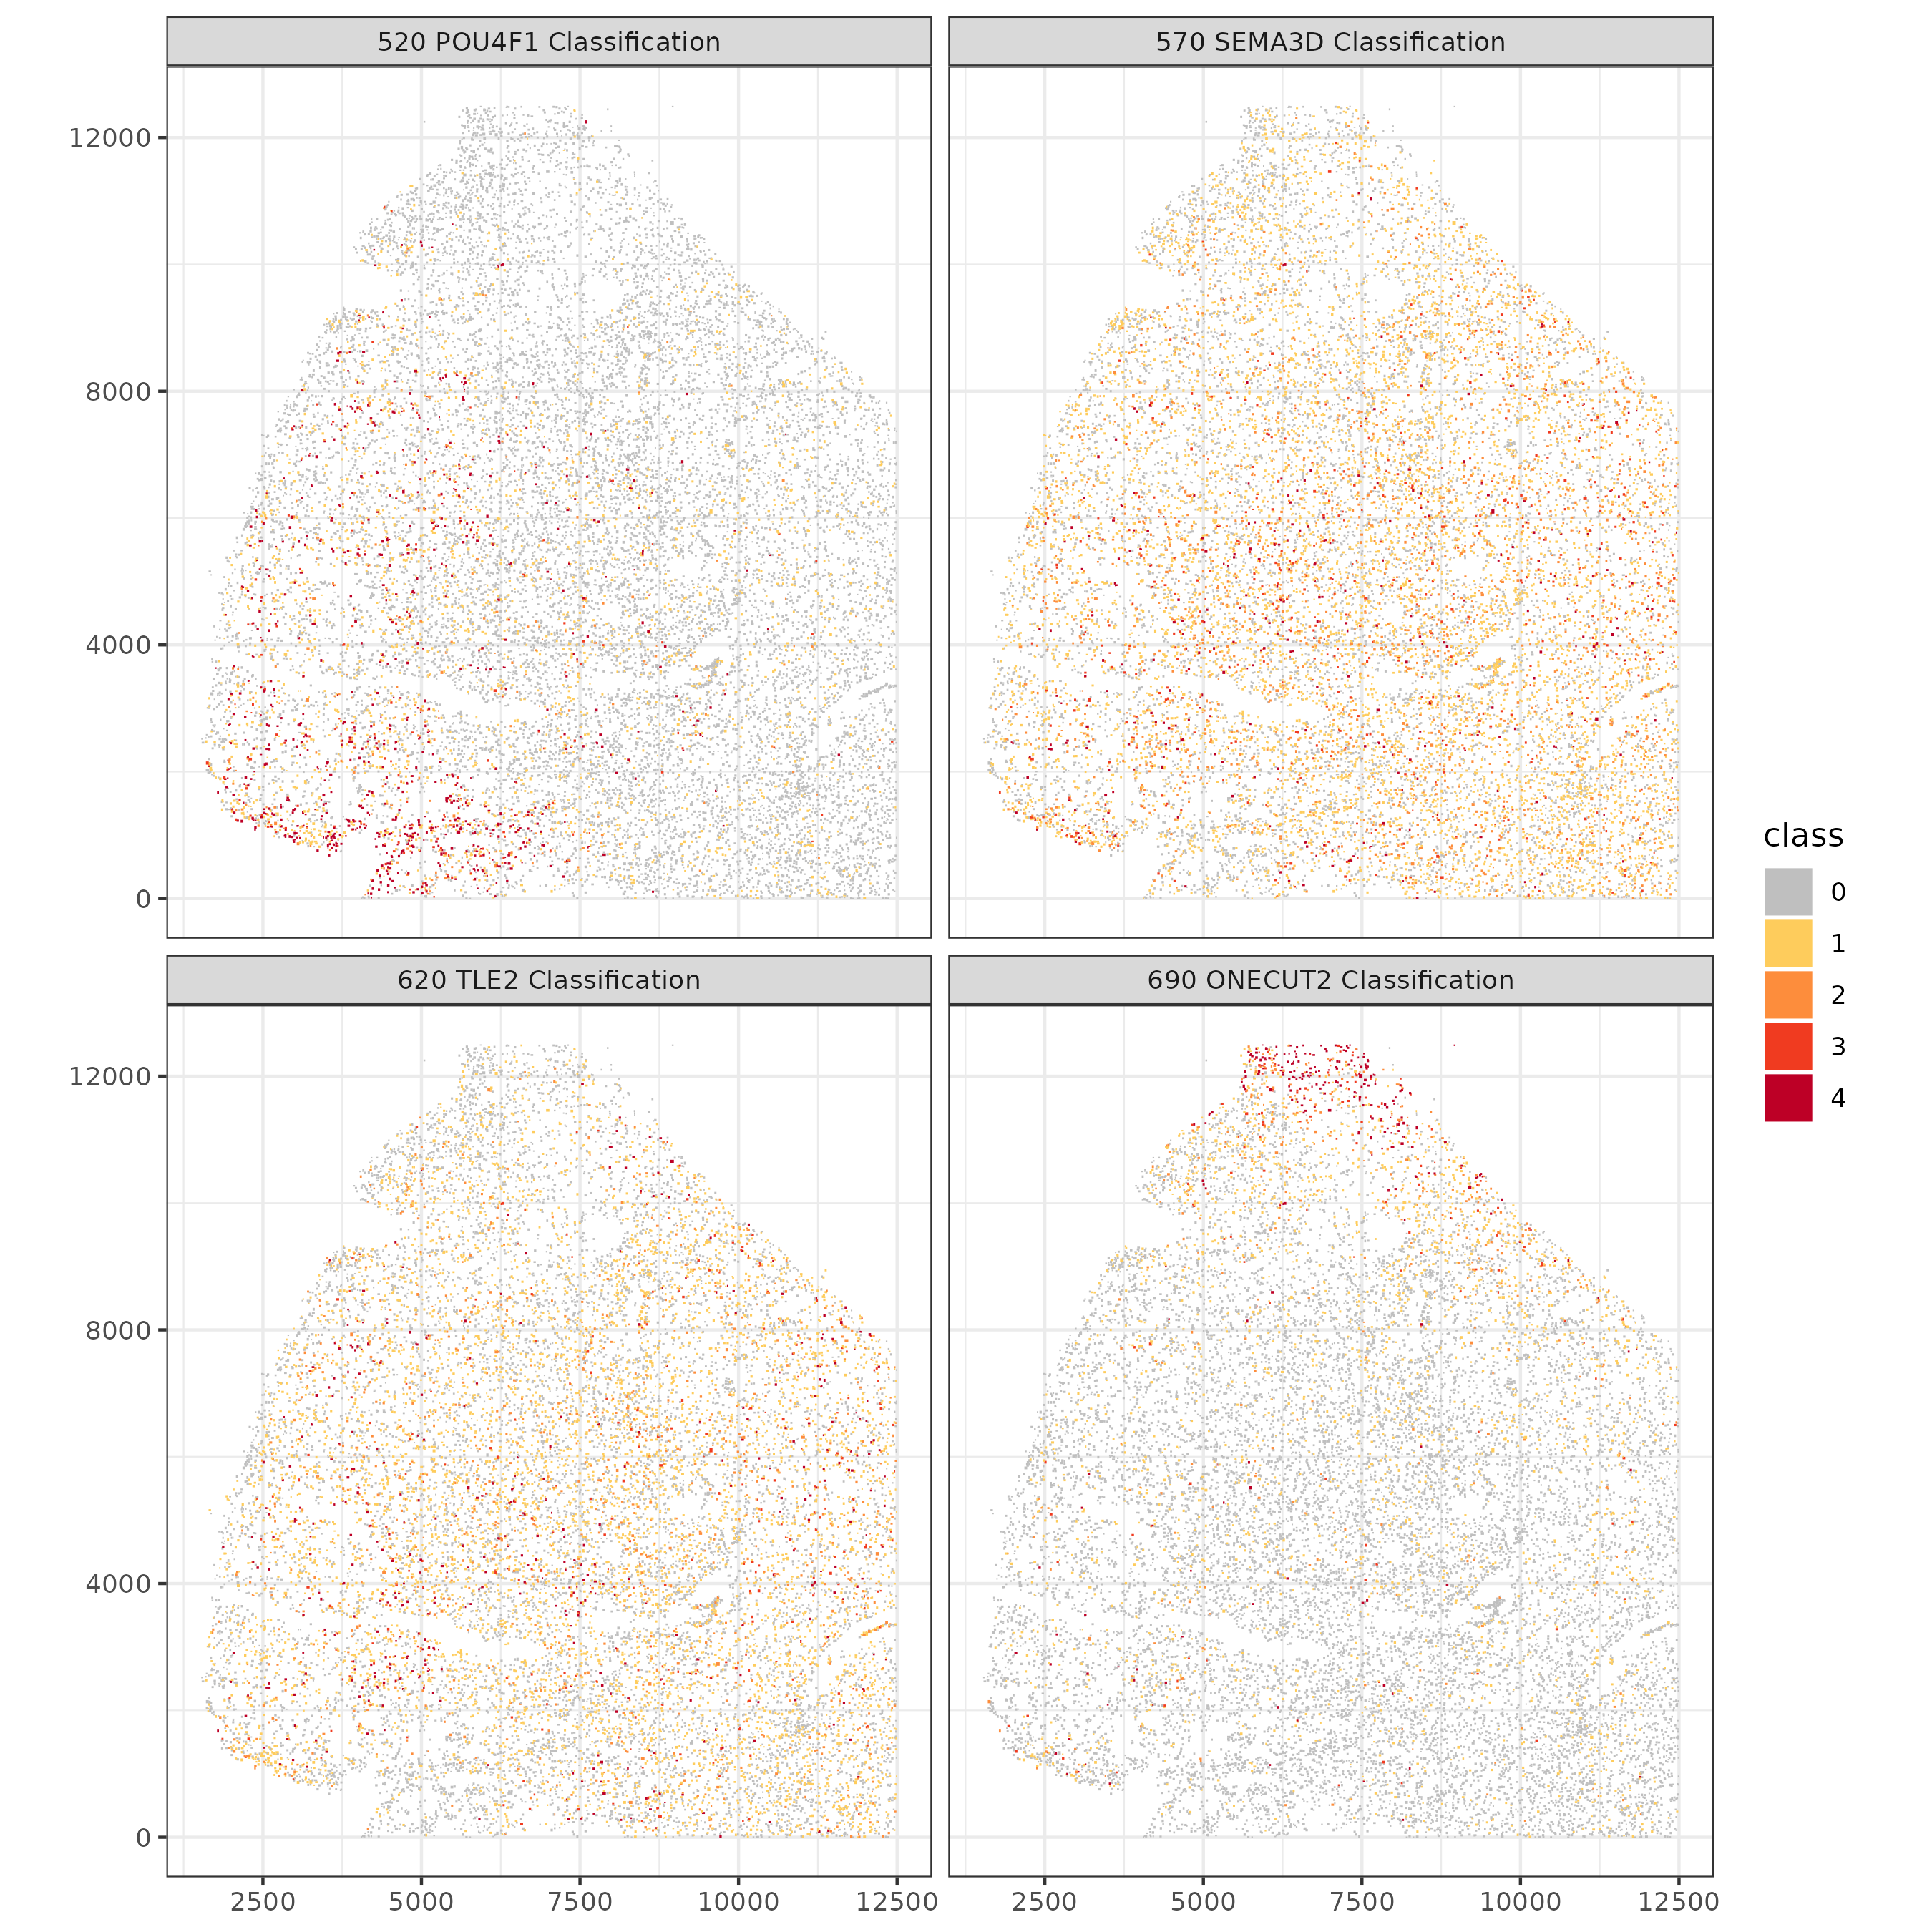 520 POU4F1 Classification
570 SEMA3D Classification
12000
8000
4000
0
620 TLE2 Classification
690 ONECUT2 Classification
12000
8000
4000
0
2500 5000 7500 10000 12500
2500 5000 7500 10000 12500
class
0
1
2
3
4